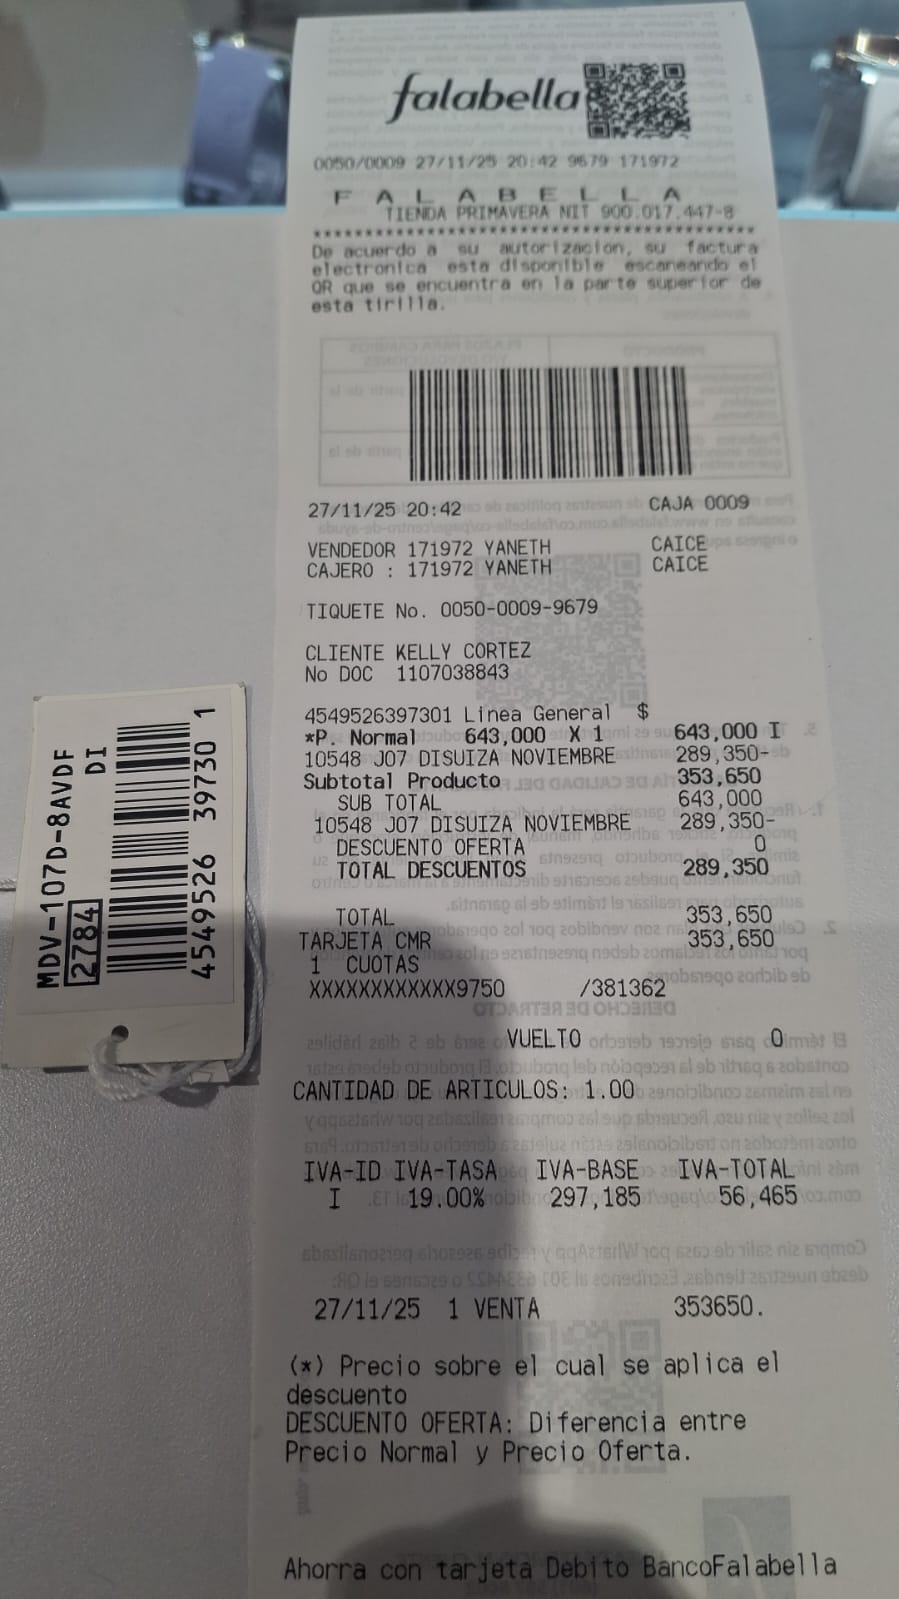 falabella
0050/0009 27/11/25 20:42 9679 171972
F A L A B E L L A
TIENDA PRIMAVERA NIT 900.017.447-8
De acuerdo a su autorizacion, su factura
electronica esta disponible escaneando el
QR que se encuentra en la parte superior de
esta tirilla.
27/11/25 20:42 CAJA 0009
VENDEDOR 171972 YANETH CAICE
CAJERO : 171972 YANETH CAICE
TIQUETE No. 0050-0009-9679
CLIENTE KELLY CORTEZ
No DOC 1107038843
4549526397301 Linea General $
*P. Normal 643,000 X 1 643,000 I
10548 J07 DISUIZA NOVIEMBRE 289,350-
Subtotal Producto 353,650
SUB TOTAL 643,000
10548 J07 DISUIZA NOVIEMBRE 289,350-
DESCUENTO OFERTA 0
TOTAL DESCUENTOS 289,350
TOTAL 353,650
TARJETA CMR 353,650
1 CUOTAS
XXXXXXXXXXXX9750 /381362
VUELTO 0
CANTIDAD DE ARTICULOS: 1.00
IVA-ID IVA-TASA IVA-BASE IVA-TOTAL
I 19.00% 297,185 56,465
27/11/25 1 VENTA 353650.
(*) Precio sobre el cual se aplica el
descuento
DESCUENTO OFERTA: Diferencia entre
Precio Normal y Precio Oferta.
Ahorra con tarjeta Debito BancoFalabella
MDV-107D-8AVDF
2784 DI
4549526 39730 1